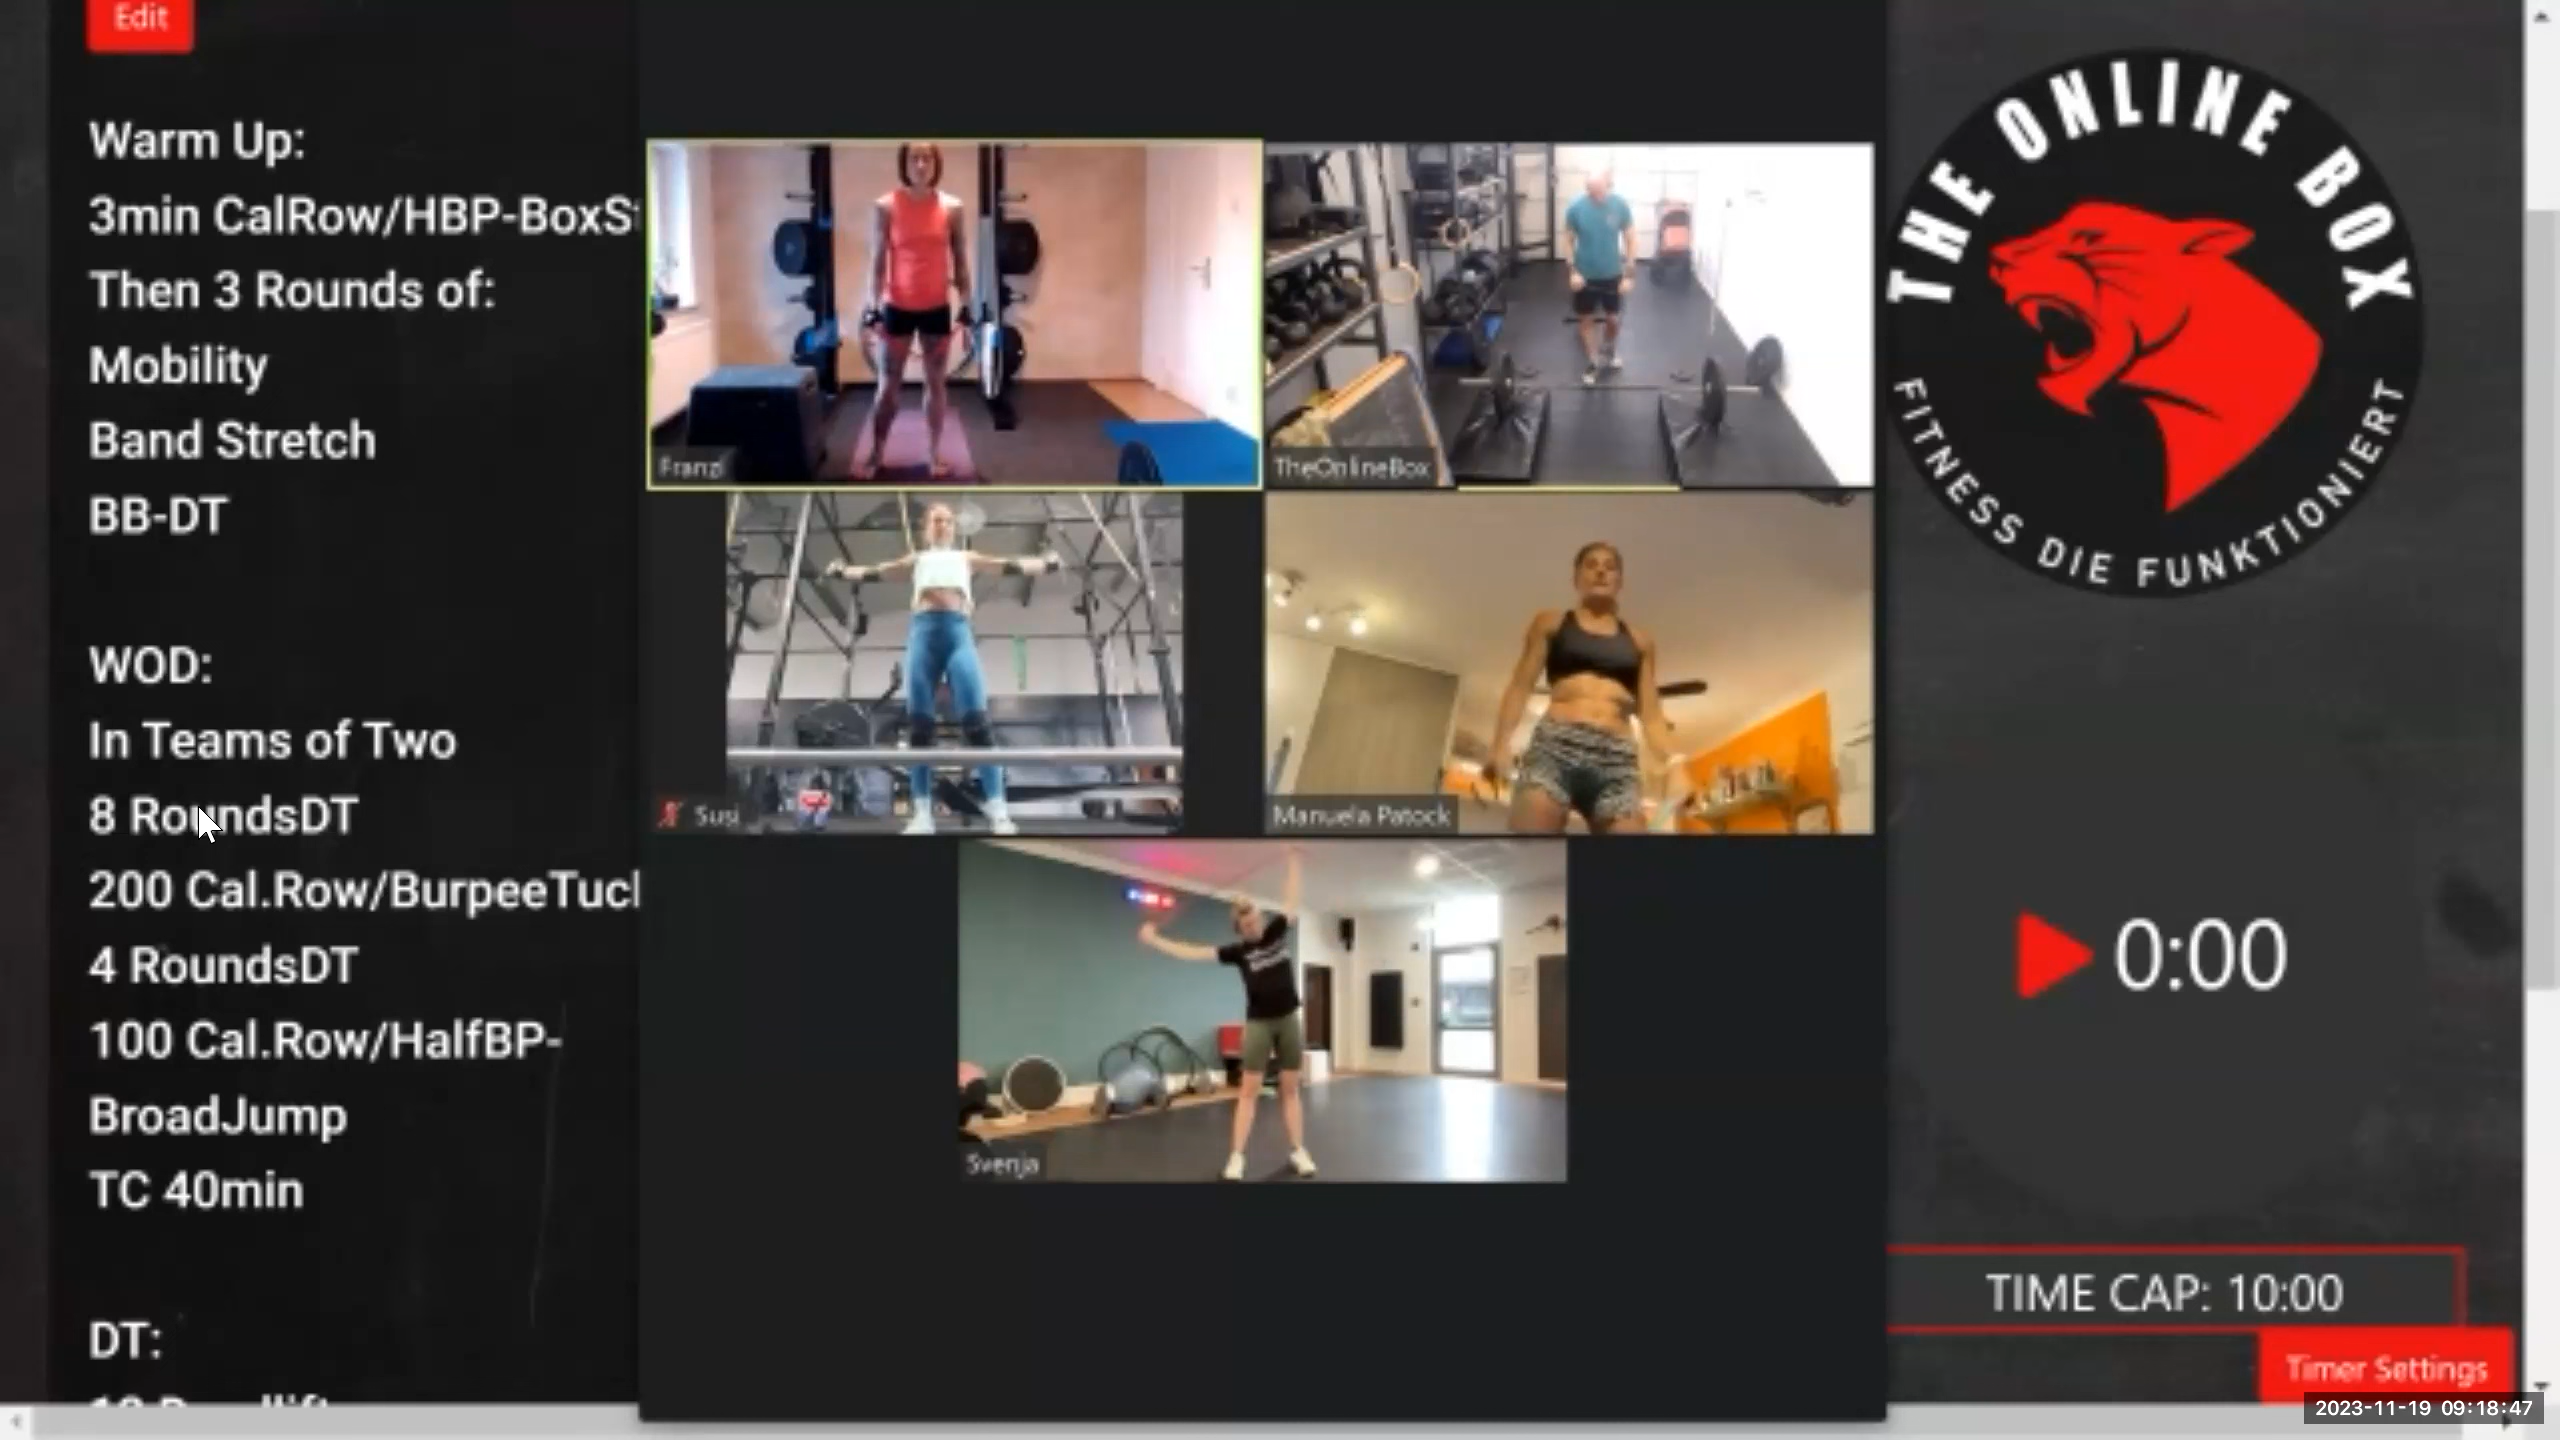 Edit
Warm Up:
3min CalRow/HBP-BoxSt
Then 3 Rounds of:
Mobility
Band Stretch
BB-DT
WOD:
In Teams of Two
8 RoundsDT
200 Cal.Row/BurpeeTuck
4 RoundsDT
100 Cal.Row/HalfBP-
BroadJump
TC 40min
DT:
Franzi
TheOnlineBox
Susi
Manuela Patock
Svenja
THE ONLINE BOX
FITNESS DIE FUNKTIONIERT
0:00
TIME CAP: 10:00
Timer Settings
2023-11-19 09:18:47